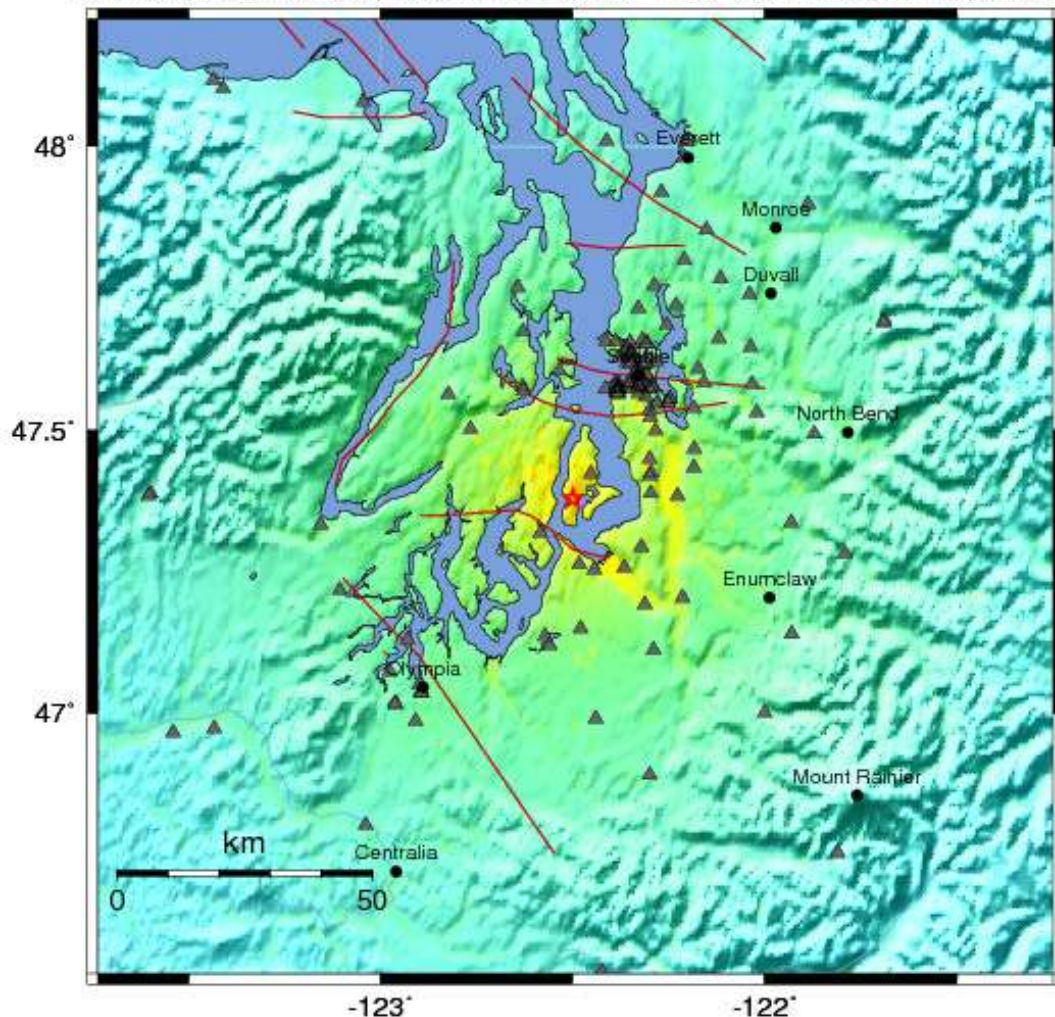 48°
Everett
Monroe
Duvall
Seattle
47.5°
North Bend
Enumclaw
Olympia
47°
Mount Rainier
km
Centralia
0
50
-123°
-122°